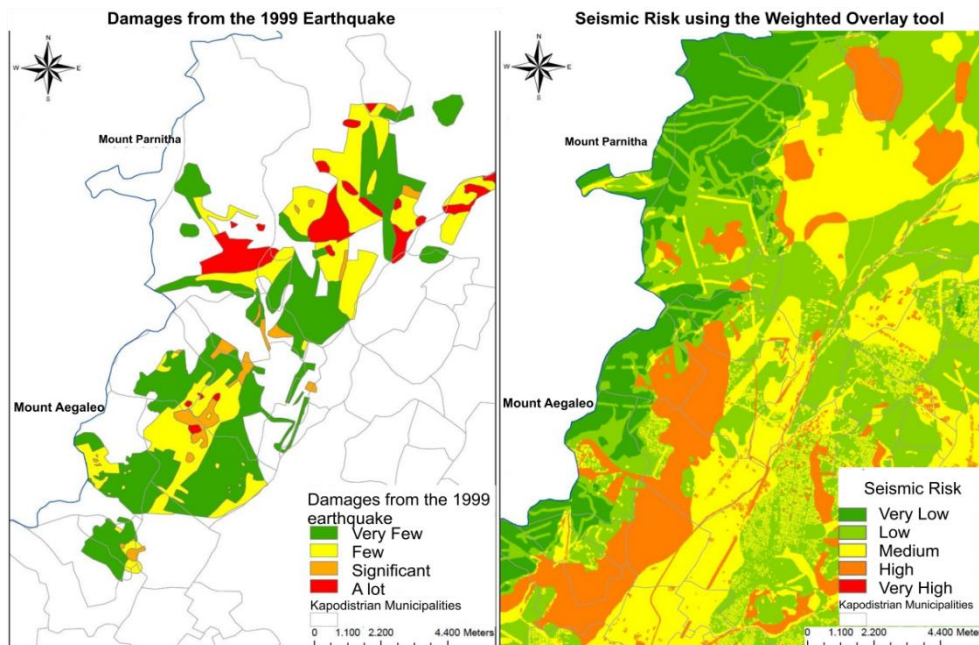 Damages from the 1999 Earthquake
N
W
E
S
Mount Parnitha
Mount Aegaleo
Damages from the 1999
earthquake
Very Few
Few
Significant
A lot
Kapodistrian Municipalities
0 1.100 2.200 4.400 Meters
Seismic Risk using the Weighted Overlay tool
N
W
E
S
Mount Parnitha
Mount Aegaleo
Seismic Risk
Very Low
Low
Medium
High
Very High
Kapodistrian Municipalities
0 1.100 2.200 4.400 Meters